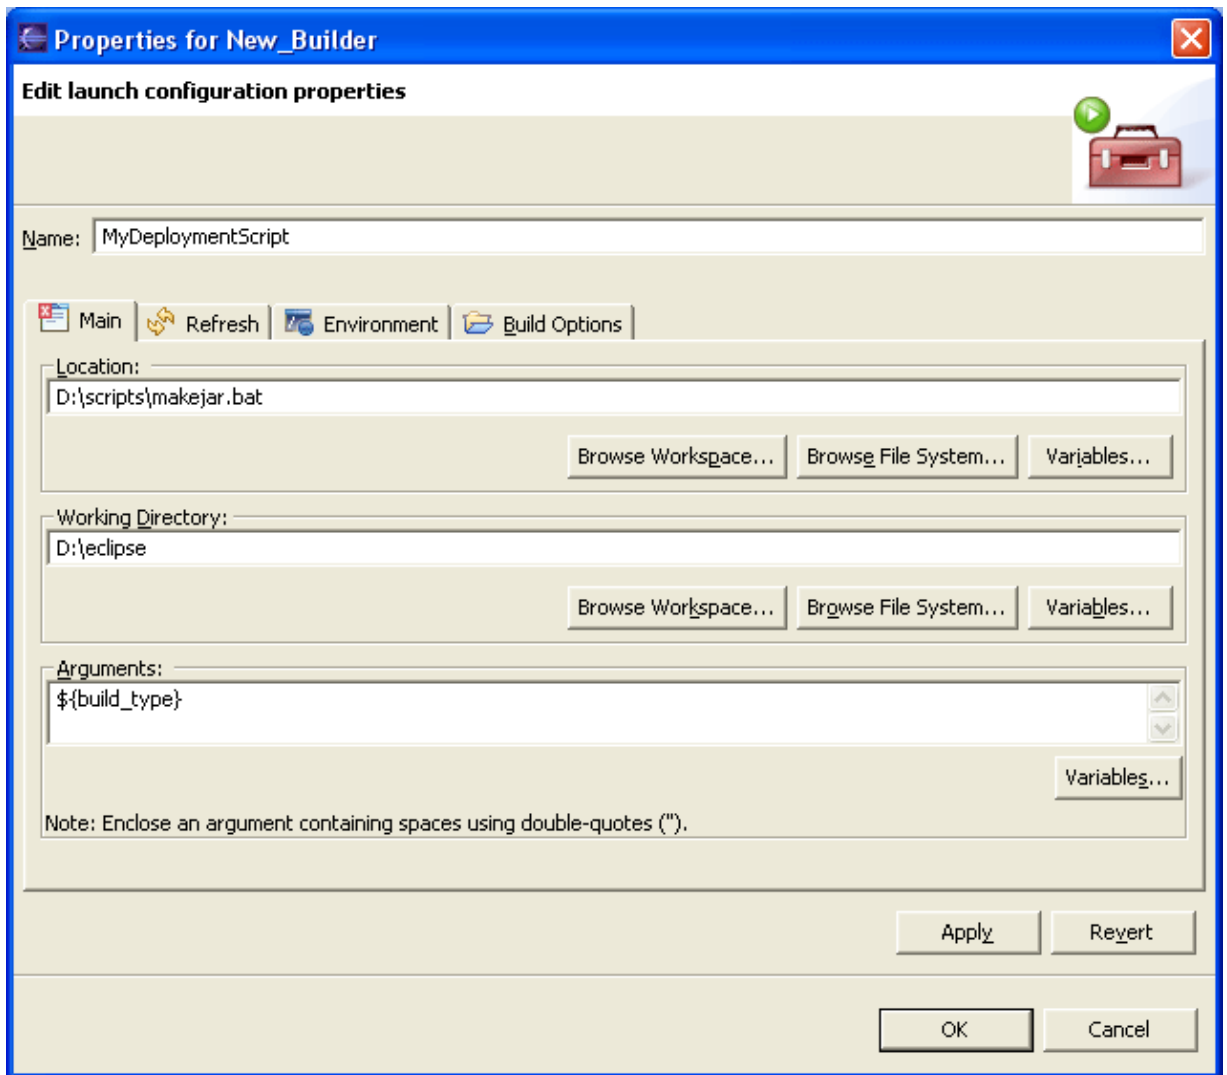 Properties for New_Builder
Edit launch configuration properties
Name: MyDeploymentScript
Main Refresh Environment Build Options
Location:
D:\scripts\makejar.bat
Browse Workspace... Browse File System... Variables...
Working Directory:
D:\eclipse
Browse Workspace... Browse File System... Variables...
Arguments:
${build_type}
Variables...
Note: Enclose an argument containing spaces using double-quotes (").
Apply Revert
OK Cancel